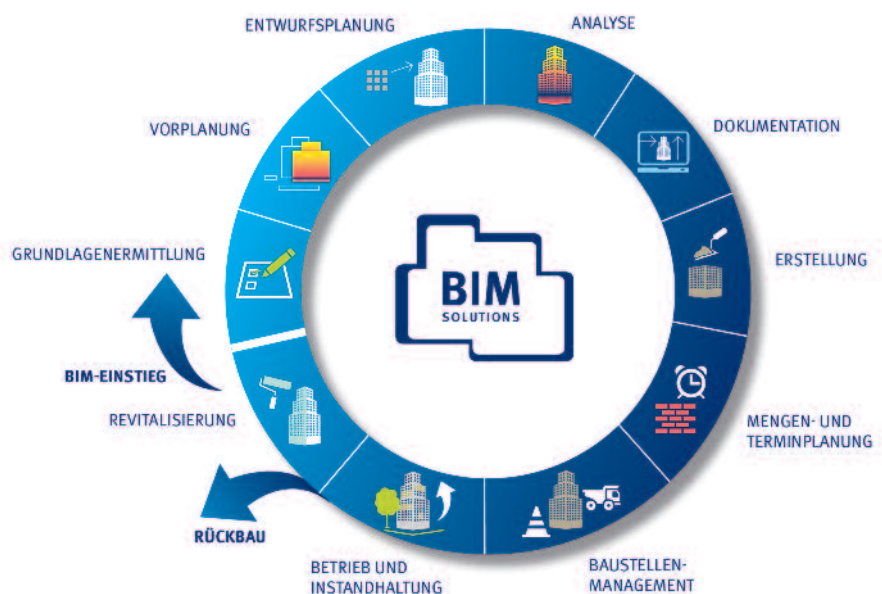 ENTWURFSPLANUNG
ANALYSE
VORPLANUNG
DOKUMENTATION
GRUNDLAGENERMITTLUNG
ERSTELLUNG
BIM
SOLUTIONS
BIM-EINSTIEG
REVITALISIERUNG
MENGEN- UND
TERMINPLANUNG
RÜCKBAU
BETRIEB UND
INSTANDHALTUNG
BAUSTELLEN-
MANAGEMENT